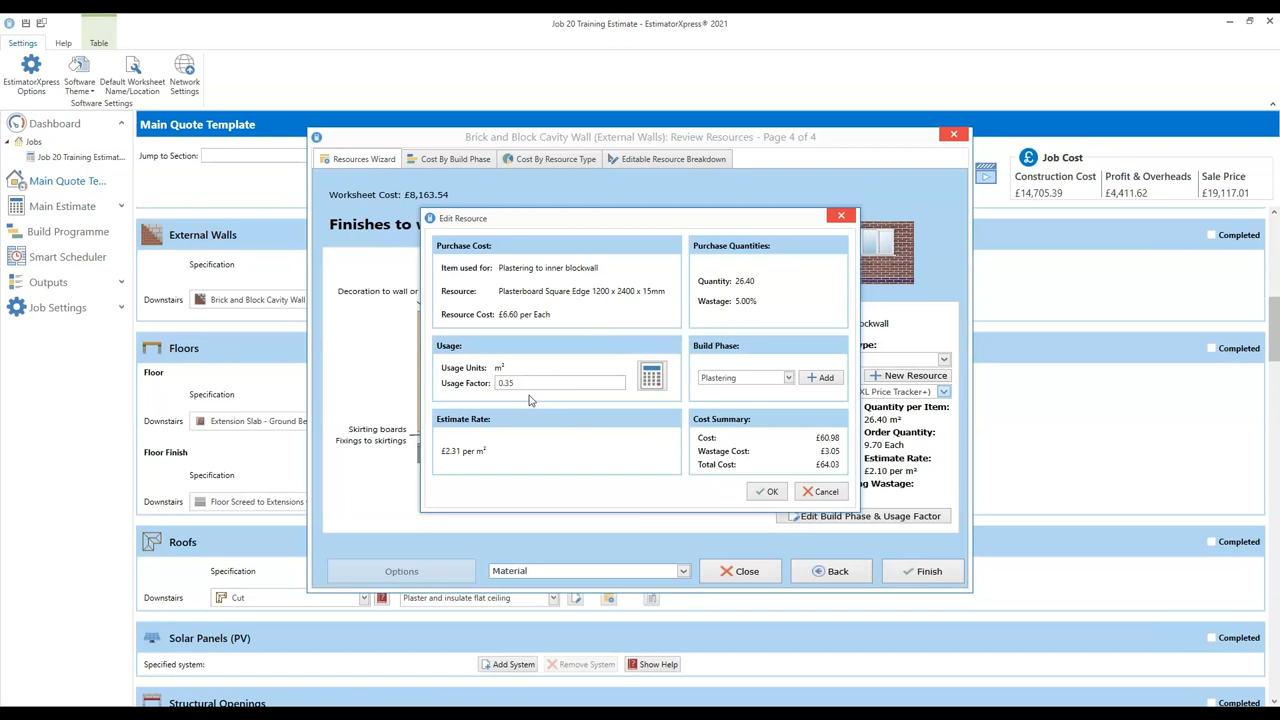 Job 20 Training Estimate - EstimatorXpress® 2021
Settings
Help
Table
EstimatorXpress Options
Software Theme
Default Worksheet Name/Location
Network Settings
Software Settings
Dashboard
Jobs
Job 20 Training Estimat...
Main Quote Te...
Main Estimate
Build Programme
Smart Scheduler
Outputs
Job Settings
Main Quote Template
Jump to Section:
Job Cost
Construction Cost
Profit & Overheads
Sale Price
£14,705.39
£4,411.62
£19,117.01
External Walls
Completed
Specification
Downstairs
Brick and Block Cavity Wall
Floors
Completed
Floor
Specification
Downstairs
Extension Slab - Ground Be
Floor Finish
Specification
Downstairs
Floor Screed to Extensions
Roofs
Completed
Specification
Downstairs
Cut
Plaster and insulate flat ceiling
Solar Panels (PV)
Completed
Specified system:
Add System
Remove System
Show Help
Structural Openings
Completed
Brick and Block Cavity Wall (External Walls): Review Resources - Page 4 of 4
Resources Wizard
Cost By Build Phase
Cost By Resource Type
Editable Resource Breakdown
Worksheet Cost: £8,163.54
Finishes to
Decoration to wall or
Skirting boards
Fixings to skirtings
ckwall
ype:
New Resource
XL Price Tracker+)
Quantity per Item:
26.40 m²
Order Quantity:
9.70 Each
Estimate Rate:
£2.10 per m²
g Wastage:
Edit Build Phase & Usage Factor
Options
Material
Close
Back
Finish
Edit Resource
Purchase Cost:
Item used for: Plastering to inner blockwall
Resource: Plasterboard Square Edge 1200 x 2400 x 15mm
Resource Cost: £6.60 per Each
Purchase Quantities:
Quantity: 26.40
Wastage: 5.00%
Usage:
Usage Units: m²
Usage Factor: 0.35
Build Phase:
Plastering
Add
Estimate Rate:
£2.31 per m²
Cost Summary:
Cost: £60.98
Wastage Cost: £3.05
Total Cost: £64.03
OK
Cancel